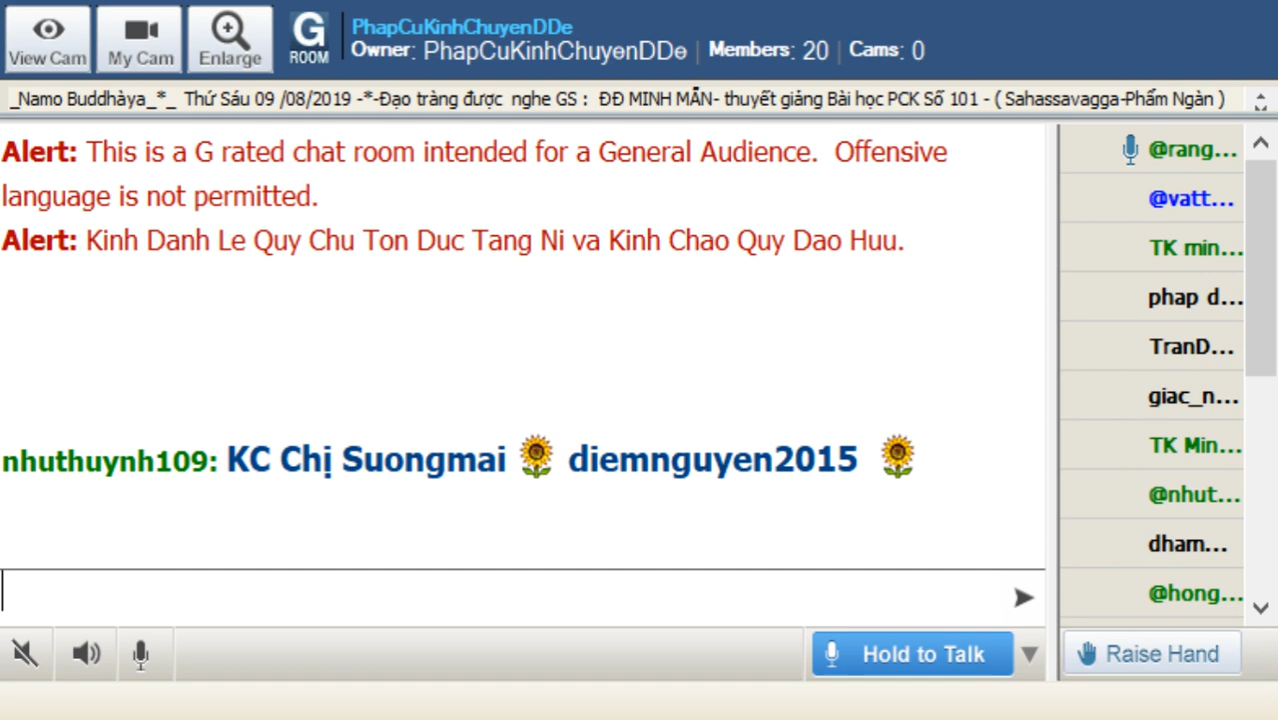 View Cam
My Cam
Enlarge
G
ROOM
PhapCuKinhChuyenDDe
Owner: PhapCuKinhChuyenDDe | Members: 20 | Cams: 0
_Namo Buddhàya_*_ Thứ Sáu 09 /08/2019 -*-Đạo tràng được nghe GS : ĐĐ MINH MẪN- thuyết giảng Bài học PCK Số 101 - ( Sahassavagga-Phẩm Ngàn )
Alert: This is a G rated chat room intended for a General Audience. Offensive
language is not permitted.
Alert: Kinh Danh Le Quy Chu Ton Duc Tang Ni va Kinh Chao Quy Dao Huu.
nhuthuynh109: KC Chị Suongmai diemnguyen2015
@rang...
@vatt...
TK min...
phap d...
TranD...
giac_n...
TK Min...
@nhut...
dham...
@hong...
Hold to Talk
Raise Hand